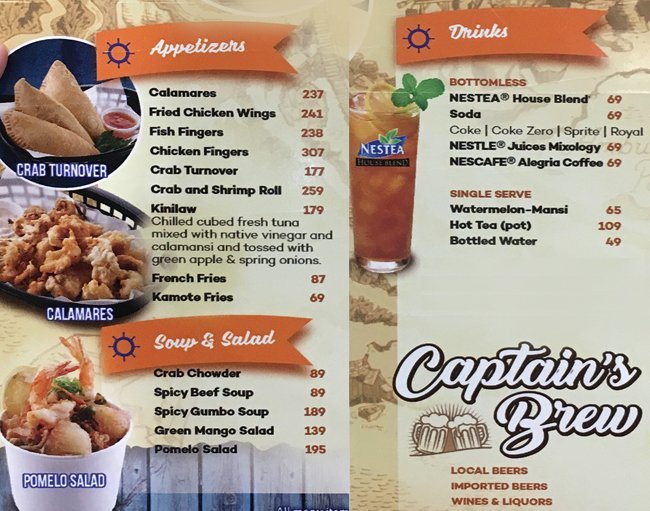 Appetizers
Calamares 237
Fried Chicken Wings 241
Fish Fingers 238
Chicken Fingers 307
Crab Turnover 177
Crab and Shrimp Roll 259
Kinilaw 179
Chilled cubed fresh tuna
mixed with native vinegar and
calamansi and tossed with
green apple & spring onions.
French Fries 87
Kamote Fries 69
CRAB TURNOVER
CALAMARES
Soup & Salad
Crab Chowder 89
Spicy Beef Soup 89
Spicy Gumbo Soup 189
Green Mango Salad 139
Pomelo Salad 195
POMELO SALAD
Drinks
BOTTOMLESS
NESTEA® House Blend 69
Soda 69
Coke | Coke Zero | Sprite | Royal
NESTLE® Juices Mixology 69
NESCAFE® Alegria Coffee 69
SINGLE SERVE
Watermelon-Mansi 65
Hot Tea (pot) 109
Bottled Water 49
NESTEA
HOUSE BLEND
Captain's
Brew
LOCAL BEERS
IMPORTED BEERS
WINES & LIQUORS